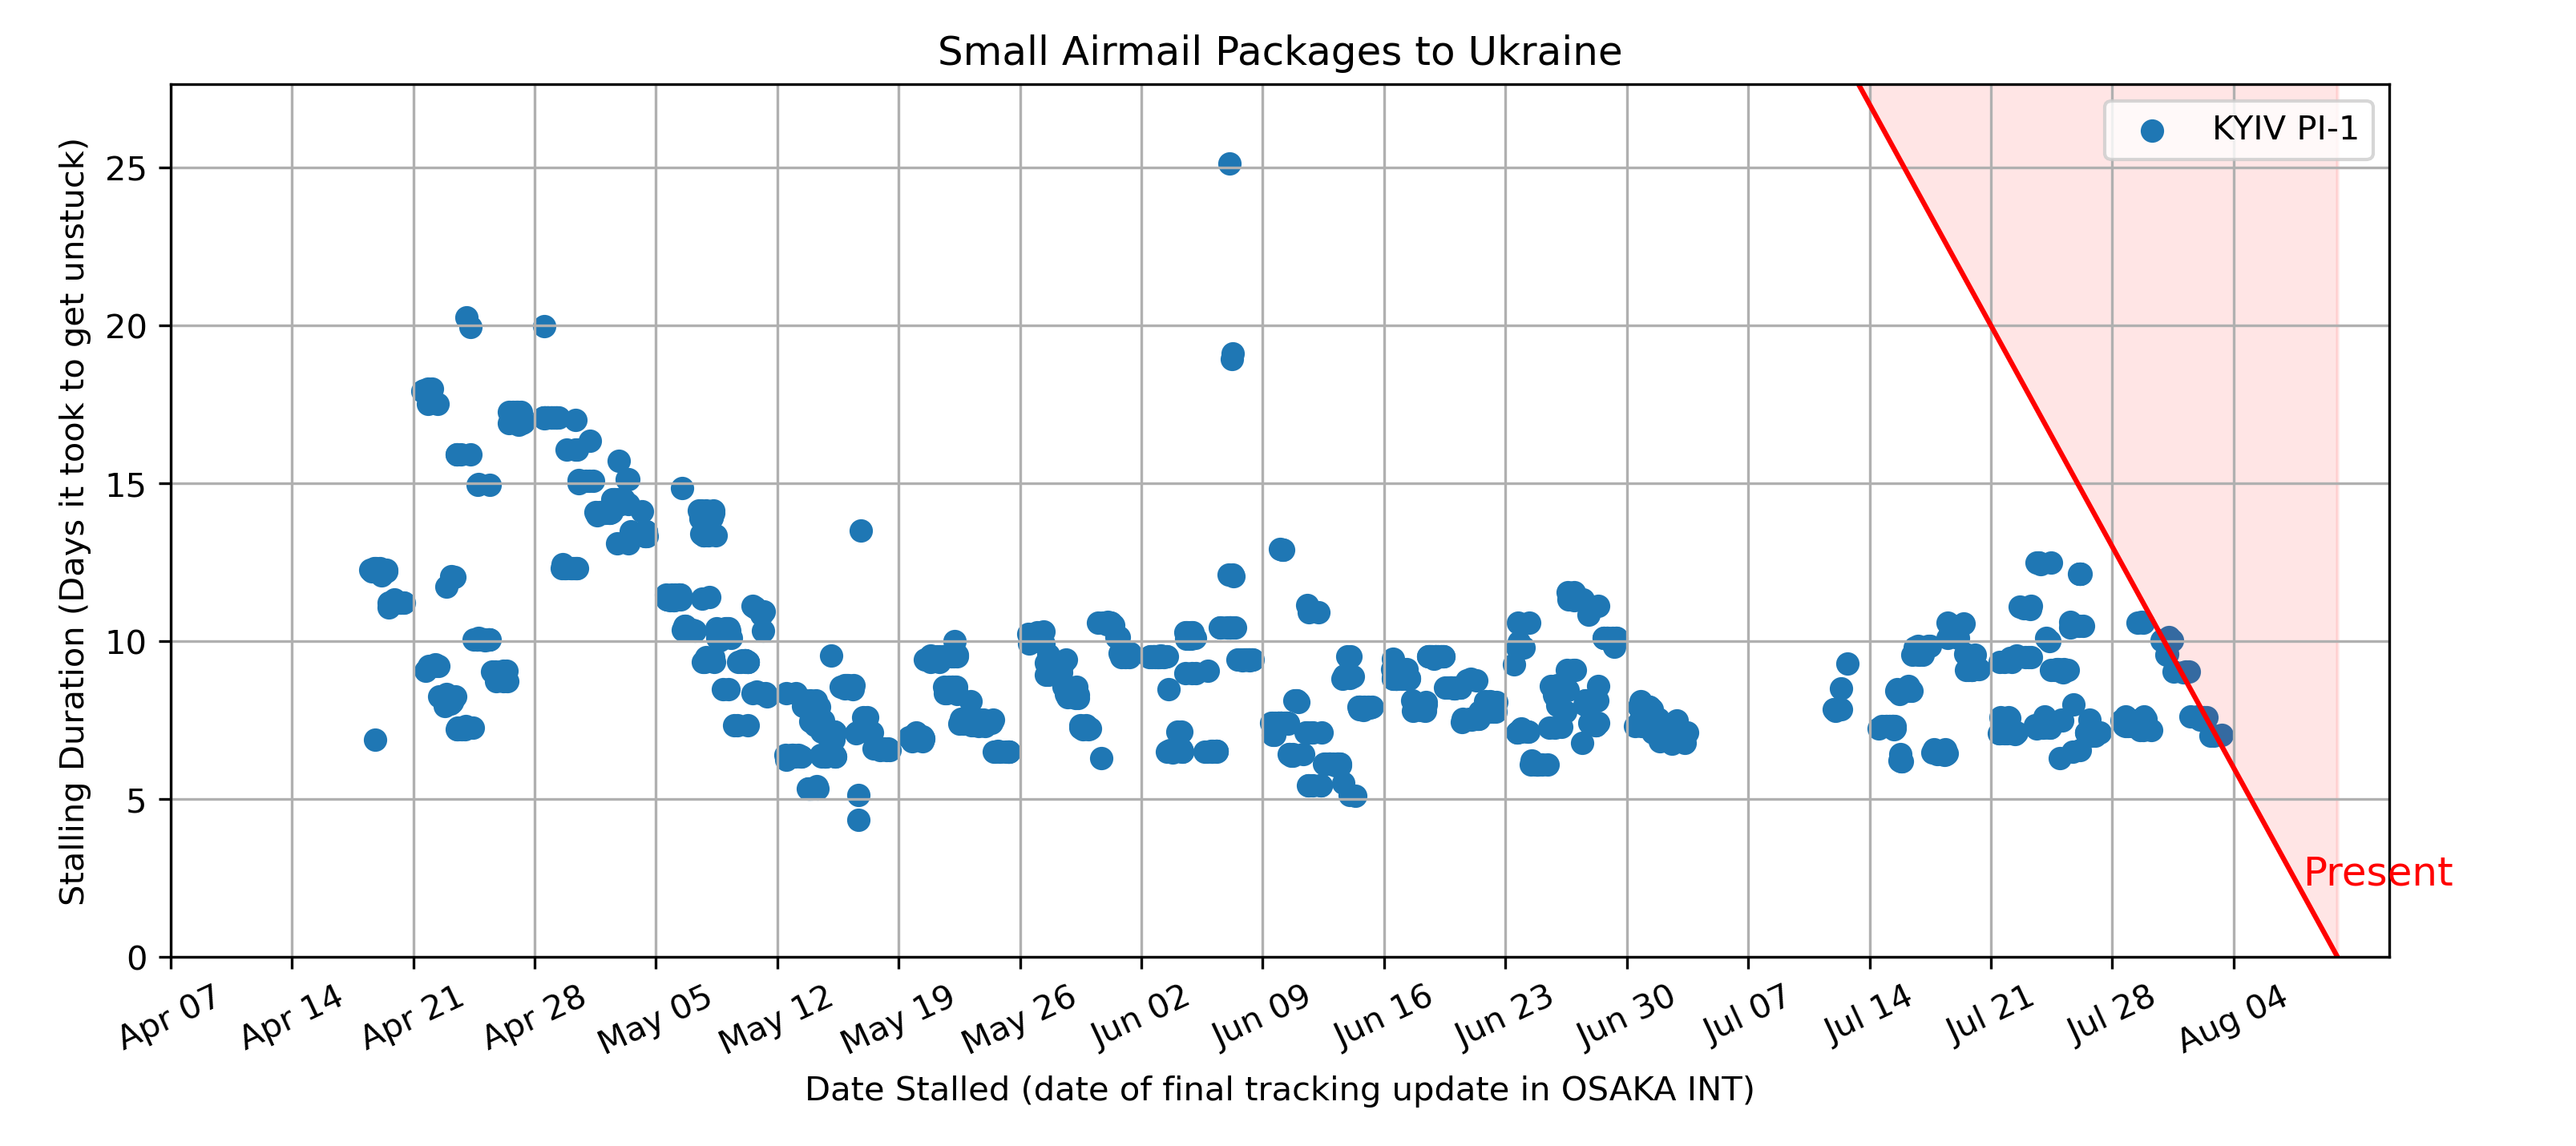 Small Airmail Packages to Ukraine
KYIV PI-1
Stalling Duration (Days it took to get unstuck)
25
20
15
10
5
0
Present
Apr 07
Apr 14
Apr 21
Apr 28
May 05
May 12
May 19
May 26
Jun 02
Jun 09
Jun 16
Jun 23
Jun 30
Jul 07
Jul 14
Jul 21
Jul 28
Aug 04
Date Stalled (date of final tracking update in OSAKA INT)